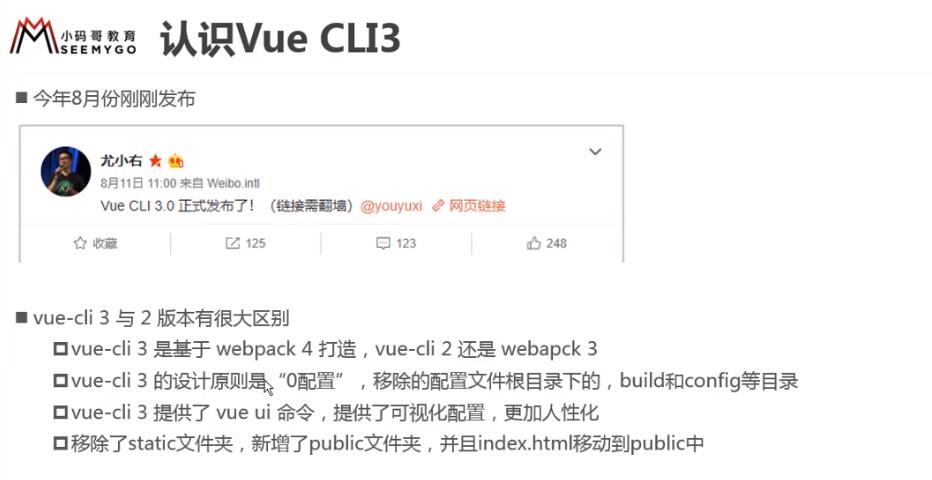 小码哥教育
SEEMYGO
认识Vue CLI3
今年8月份刚刚发布
尤小右
8月11日 11:00 来自 Weibo.intl
Vue CLI 3.0 正式发布了！（链接需翻墙）@youyuxi 网页链接
收藏 125 123 248
vue-cli 3 与 2 版本有很大区别
vue-cli 3 是基于 webpack 4 打造，vue-cli 2 还是 webapck 3
vue-cli 3 的设计原则是“0配置”，移除的配置文件根目录下的，build和config等目录
vue-cli 3 提供了 vue ui 命令，提供了可视化配置，更加人性化
移除了static文件夹，新增了public文件夹，并且index.html移动到public中